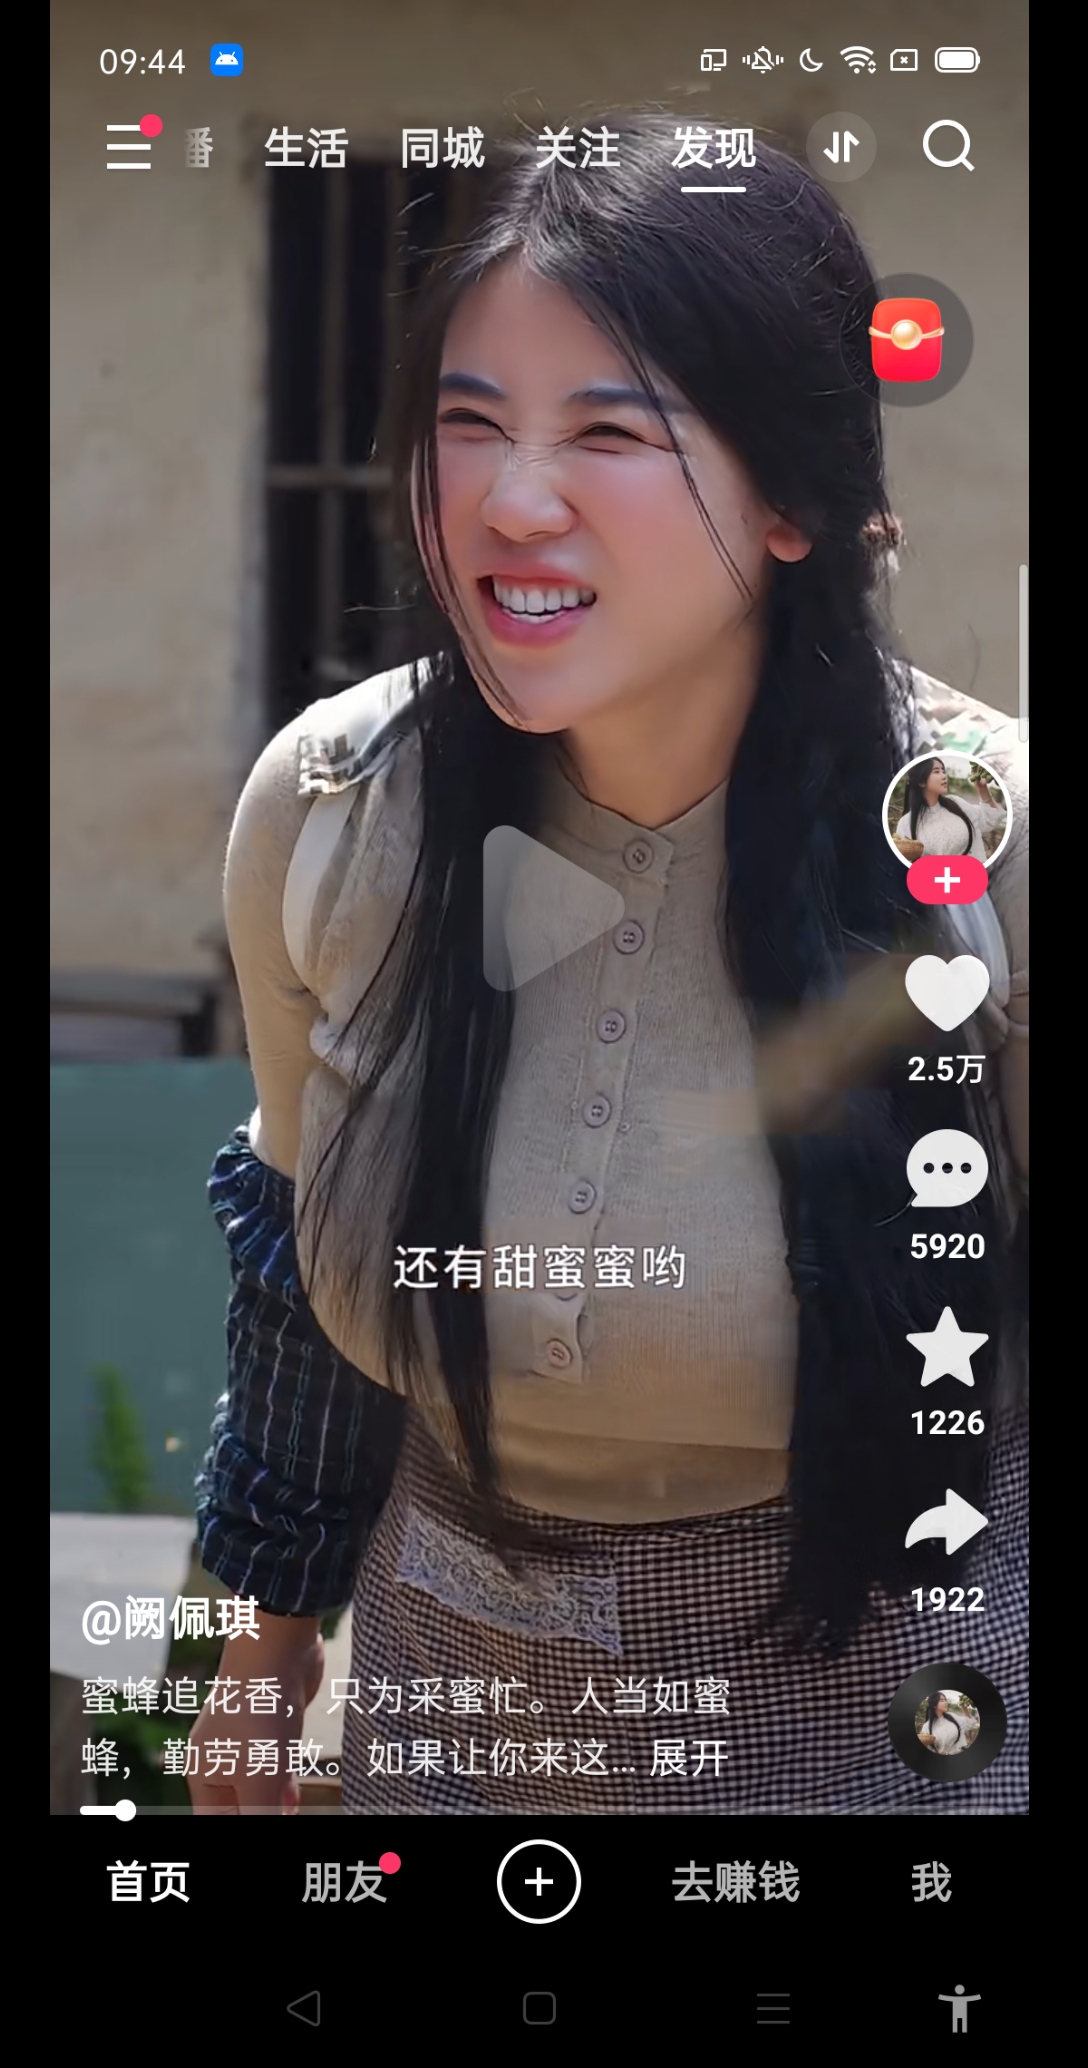 09:44
番 生活 同城 关注 发现
2.5万
5920
还有甜蜜蜜哟
1226
1922
@阙佩琪
蜜蜂追花香，只为采蜜忙。人当如蜜
蜂，勤劳勇敢。如果让你来这... 展开
首页 朋友 去赚钱 我